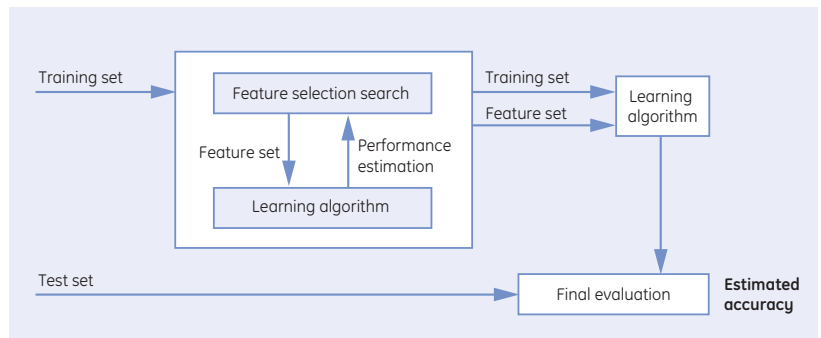 Training set
Feature selection search
Feature set
Performance
estimation
Learning algorithm
Training set
Feature set
Learning
algorithm
Test set
Final evaluation
Estimated
accuracy